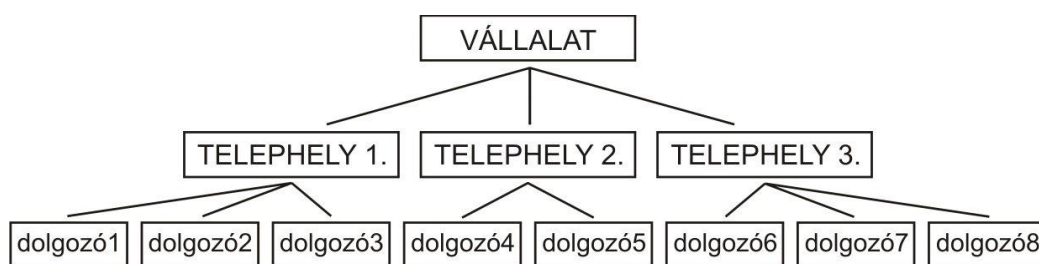 VÁLLALAT
TELEPHELY 1. TELEPHELY 2. TELEPHELY 3.
dolgozó1 dolgozó2 dolgozó3 dolgozó4 dolgozó5 dolgozó6 dolgozó7 dolgozó8